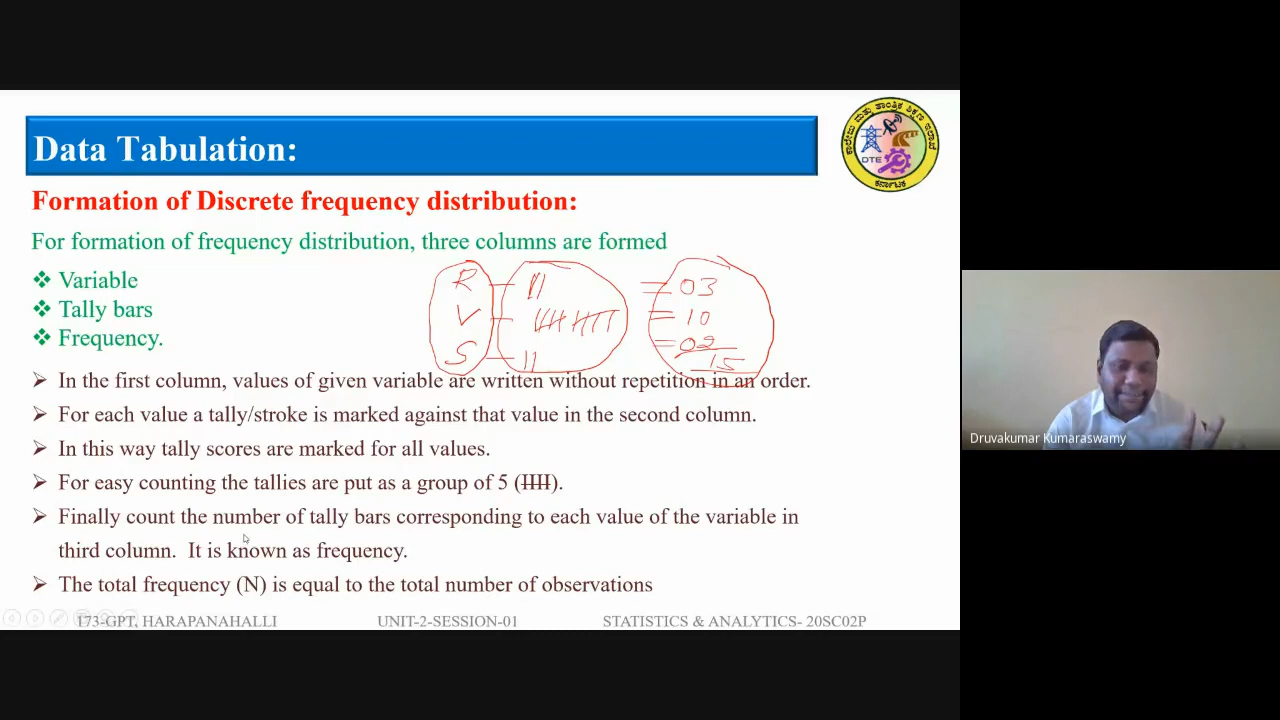 Data Tabulation:
ಕಾಲೇಜು ಮತ್ತು ತಾಂತ್ರಿಕ ಶಿಕ್ಷಣ ಇಲಾಖೆ
DTE
ಕರ್ನಾಟಕ
Formation of Discrete frequency distribution:
For formation of frequency distribution, three columns are formed
❖ Variable
❖ Tally bars
❖ Frequency.
R 03
V 10
S 02
15
➢ In the first column, values of given variable are written without repetition in an order.
➢ For each value a tally/stroke is marked against that value in the second column.
➢ In this way tally scores are marked for all values.
➢ For easy counting the tallies are put as a group of 5 (IIII).
➢ Finally count the number of tally bars corresponding to each value of the variable in
third column. It is known as frequency.
➢ The total frequency (N) is equal to the total number of observations
173-GPT, HARAPANAHALLI UNIT-2-SESSION-01 STATISTICS & ANALYTICS- 20SC02P
Druvakumar Kumaraswamy